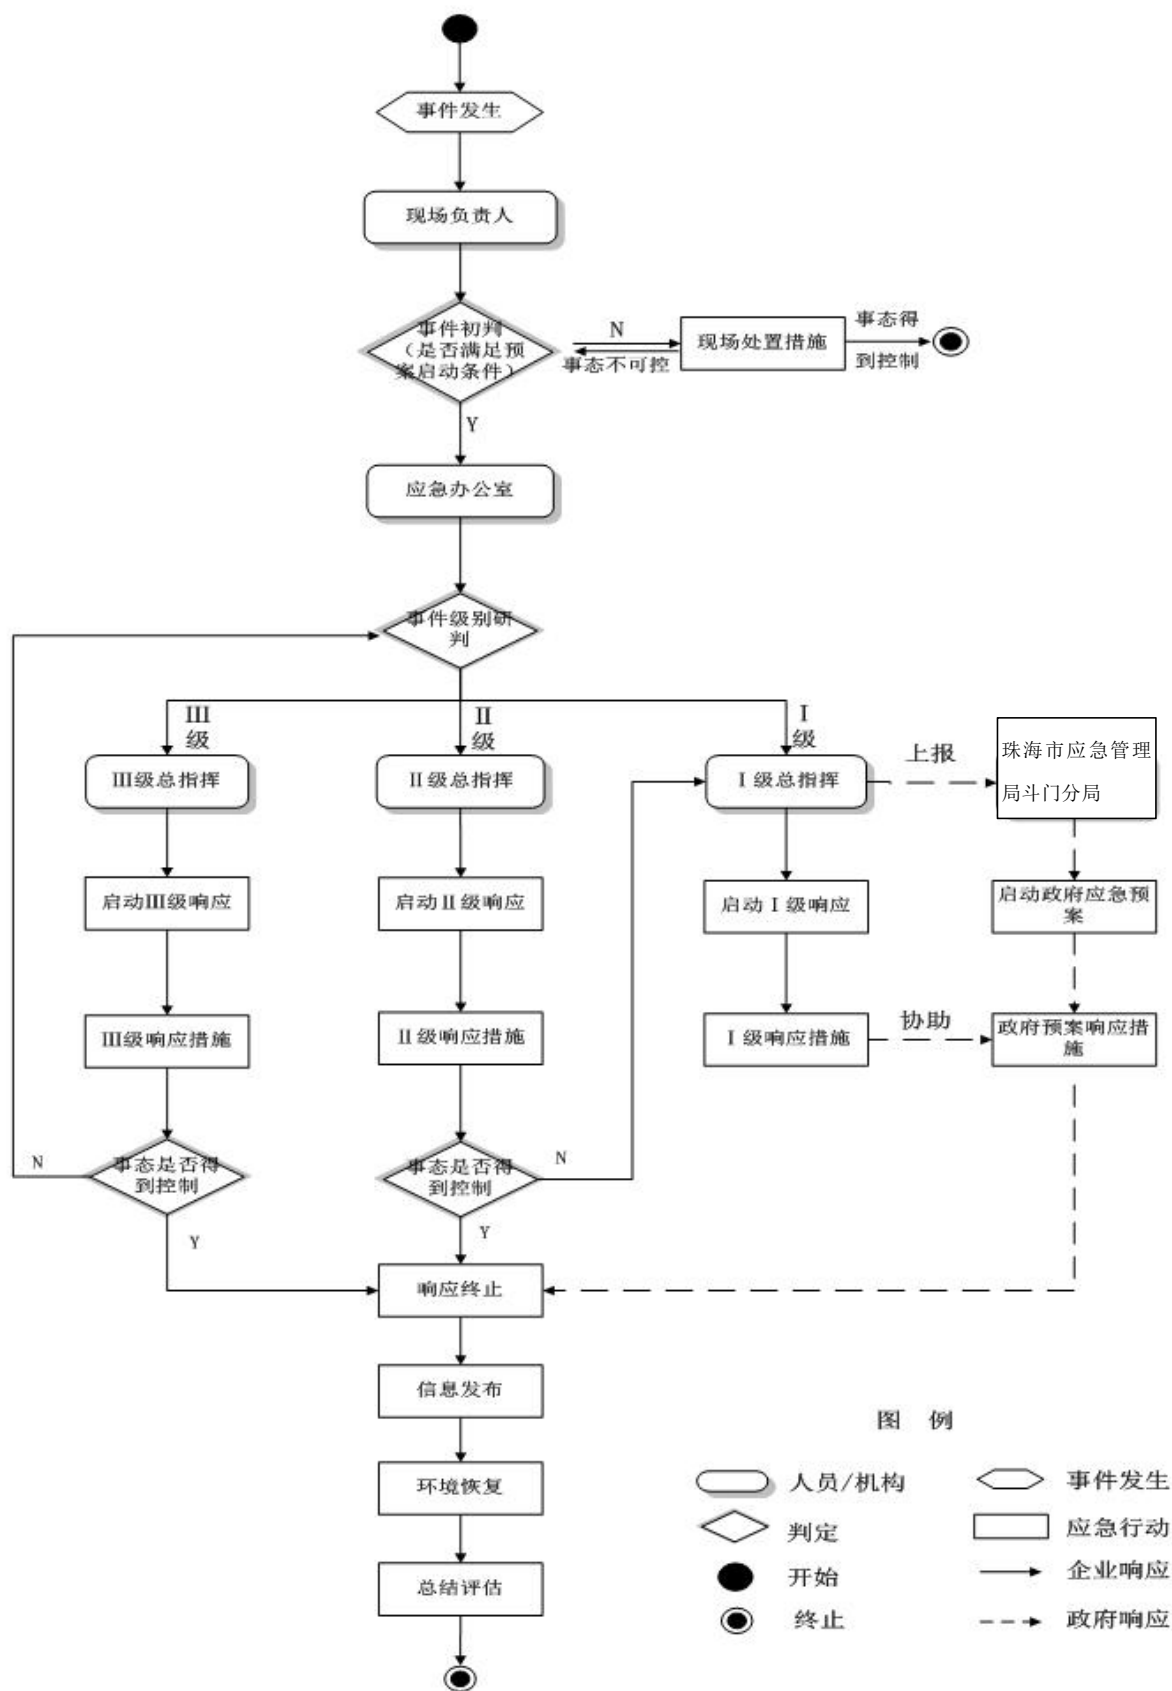 事件发生
现场负责人
事件初判
（是否满足预
案启动条件）
N
事态不可控
现场处置措施
事态得
到控制
Y
应急办公室
事件级别研
判
Ⅲ
级
Ⅱ
级
Ⅰ
级
Ⅲ级总指挥
Ⅱ级总指挥
Ⅰ级总指挥
上报
珠海市应急管理
局斗门分局
启动Ⅲ级响应
启动Ⅱ级响应
启动Ⅰ级响应
启动政府应急预
案
Ⅲ级响应措施
Ⅱ级响应措施
Ⅰ级响应措施
协助
政府预案响应措
施
N
事态是否得
到控制
事态是否得
到控制
N
Y
Y
响应终止
信息发布
环境恢复
总结评估
图 例
人员/机构
事件发生
判定
应急行动
开始
企业响应
终止
政府响应